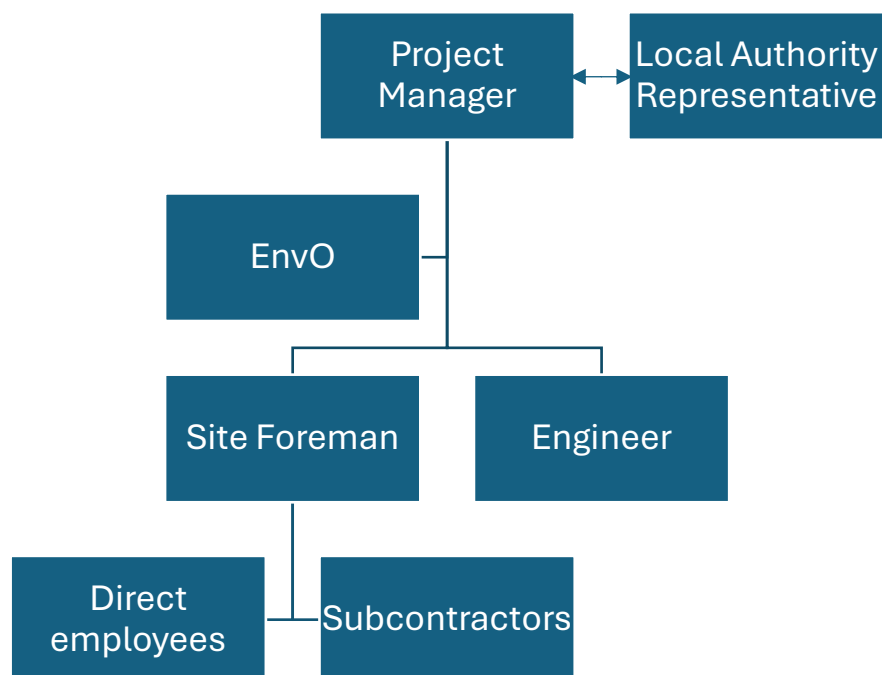 Project
Manager
Local Authority
Representative
EnvO
Site Foreman
Engineer
Direct
employees
Subcontractors